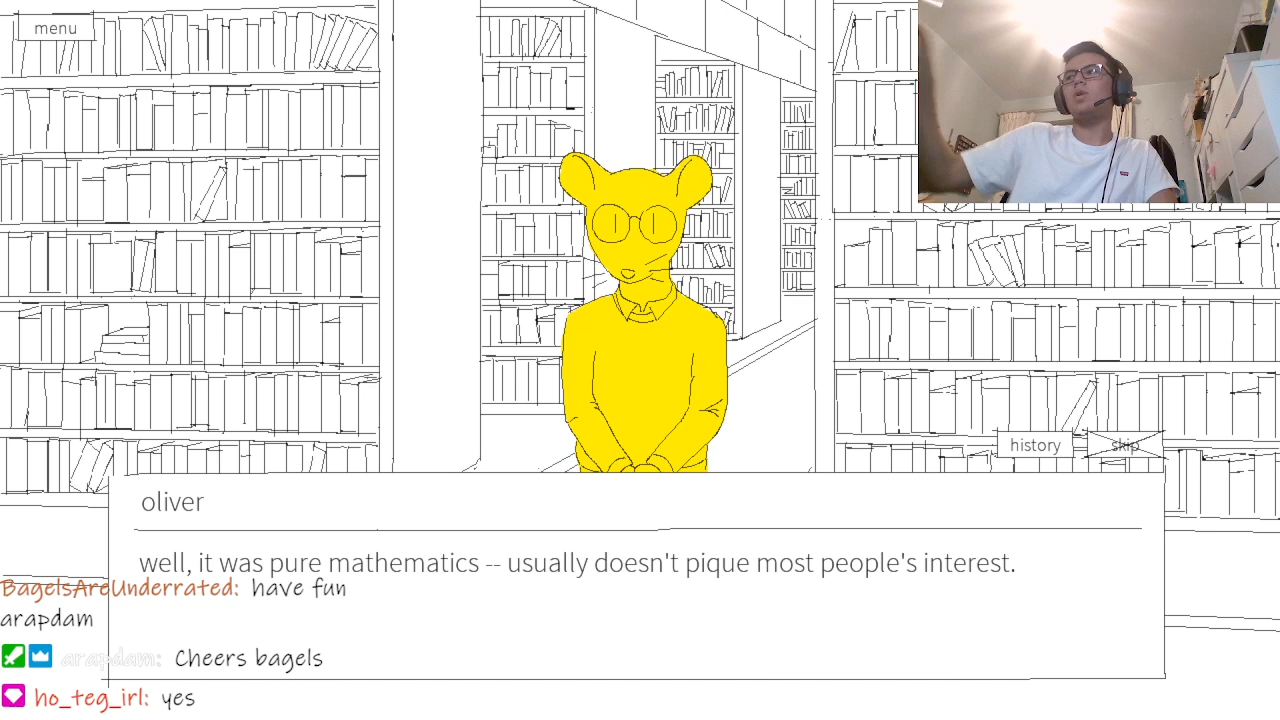 menu
history
skip
oliver
well, it was pure mathematics -- usually doesn't pique most people's interest.
BagelsAreUnderrated: have fun
arapdam
arapdam: Cheers bagels
ho_teg_irl: yes